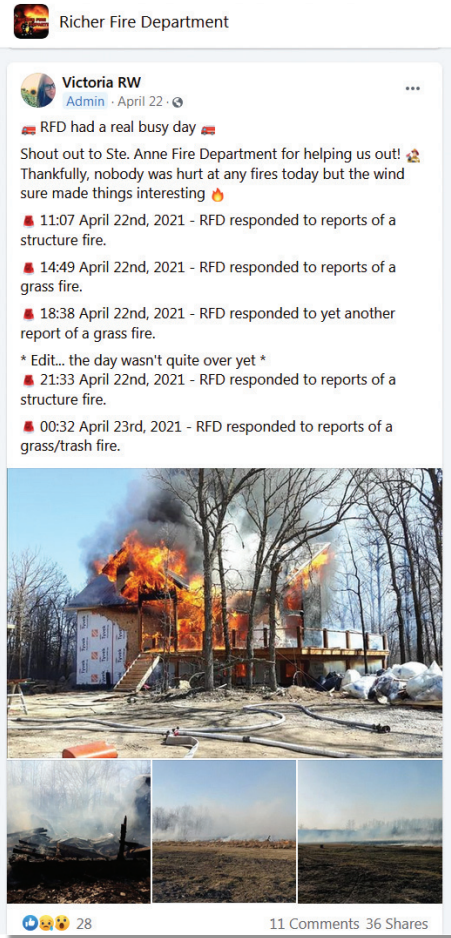 Richer Fire Department
Victoria RW
Admin · April 22 ·
RFD had a real busy day
Shout out to Ste. Anne Fire Department for helping us out!
Thankfully, nobody was hurt at any fires today but the wind
sure made things interesting
11:07 April 22nd, 2021 - RFD responded to reports of a
structure fire.
14:49 April 22nd, 2021 - RFD responded to reports of a
grass fire.
18:38 April 22nd, 2021 - RFD responded to yet another
report of a grass fire.
* Edit... the day wasn't quite over yet *
21:33 April 22nd, 2021 - RFD responded to reports of a
structure fire.
00:32 April 23rd, 2021 - RFD responded to reports of a
grass/trash fire.
28
11 Comments 36 Shares